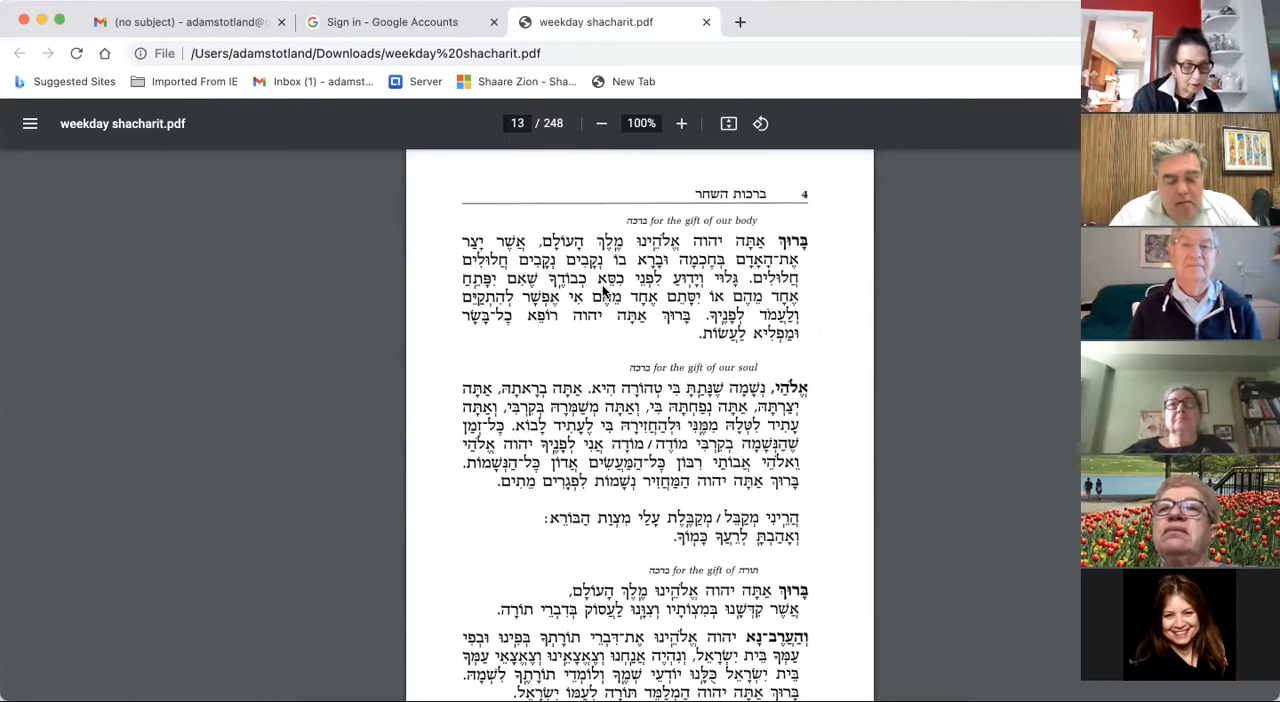 (no subject) - adamstotland@g
Sign in - Google Accounts
weekday shacharit.pdf
File
/Users/adamstotland/Downloads/weekday%20shacharit.pdf
Suggested Sites
Imported From IE
Inbox (1) - adamst...
Server
Shaare Zion - Sha...
New Tab
weekday shacharit.pdf
13 / 248
100%
4 ברכות השחר
ברכה for the gift of our body
בָּרוּךְ אַתָּה יהוה אֱלֹהֵינוּ מֶלֶךְ הָעוֹלָם, אֲשֶׁר יָצַר
אֶת־הָאָדָם בְּחָכְמָה וּבָרָא בוֹ נְקָבִים נְקָבִים חֲלוּלִים
חֲלוּלִים. גָּלוּי וְיָדְוּעַ לִפְנֵי כִסֵּא כְבוֹדֶךָ שֶׁאִם יִפָּתֵחַ
אֶחָד מֵהֶם אוֹ יִסָּתֵם אֶחָד מֵהֶם אִי אֶפְשָׁר לְהִתְקַיֵּם
וְלַעֲמֹד לְפָנֶיךָ. בָּרוּךְ אַתָּה יהוה רוֹפֵא כָל־בָּשָׂר
וּמַפְלִיא לַעֲשׂוֹת.
ברכה for the gift of our soul
אֱלֹהַי, נְשָׁמָה שֶׁנָּתַתָּ בִּי טְהוֹרָה הִיא. אַתָּה בְרָאתָהּ, אַתָּה
יְצַרְתָּהּ, אַתָּה נְפַחְתָּהּ בִּי, וְאַתָּה מְשַׁמְּרָהּ בְּקִרְבִּי, וְאַתָּה
עָתִיד לִטְּלָהּ מִמֶּנִּי וּלְהַחֲזִירָהּ בִּי לֶעָתִיד לָבוֹא. כָּל־זְמַן
שֶׁהַנְּשָׁמָה בְקִרְבִּי מוֹדֶה/מוֹדָה אֲנִי לְפָנֶיךָ יהוה אֱלֹהַי
וֵאלֹהֵי אֲבוֹתַי רִבּוֹן כָּל־הַמַּעֲשִׂים אֲדוֹן כָּל־הַנְּשָׁמוֹת.
בָּרוּךְ אַתָּה יהוה הַמַּחֲזִיר נְשָׁמוֹת לִפְגָרִים מֵתִים.
הֲרֵינִי מְקַבֵּל/מְקַבֶּלֶת עָלַי מִצְוַת הַבּוֹרֵא:
וְאָהַבְתָּ לְרֵעֲךָ כָּמוֹךָ.
ברכה for the gift of תורה
בָּרוּךְ אַתָּה יהוה אֱלֹהֵינוּ מֶלֶךְ הָעוֹלָם,
אֲשֶׁר קִדְּשָׁנוּ בְּמִצְוֹתָיו וְצִוָּנוּ לַעֲסוֹק בְּדִבְרֵי תוֹרָה.
וְהַעֲרֶב־נָא יהוה אֱלֹהֵינוּ אֶת־דִּבְרֵי תוֹרָתְךָ בְּפִינוּ וּבְפִי
עַמְּךָ בֵּית יִשְׂרָאֵל, וְנִהְיֶה אֲנַחְנוּ וְצֶאֱצָאֵינוּ וְצֶאֱצָאֵי עַמְּךָ
בֵּית יִשְׂרָאֵל כֻּלָּנוּ יוֹדְעֵי שְׁמֶךָ וְלוֹמְדֵי תוֹרָתֶךָ לִשְׁמָהּ.
בָּרוּךְ אַתָּה יהוה הַמְלַמֵּד תּוֹרָה לְעַמּוֹ יִשְׂרָאֵל.